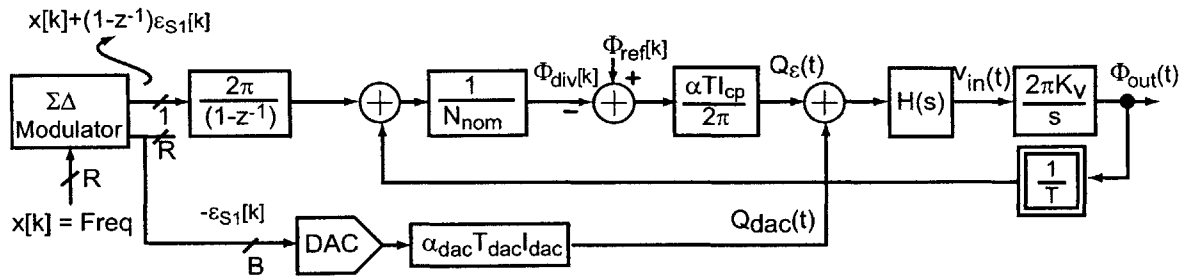 x[k]+(1-z⁻¹)ε_S1[k]
ΣΔ
Modulator
1
R
R
x[k] = Freq
2π
(1-z⁻¹)
1
N_nom
Φ_div[k]
Φ_ref[k]
+
−
αTI_cp
2π
Q_ε(t)
H(s)
v_in(t)
2πK_v
s
Φ_out(t)
1
T
-ε_S1[k]
B
DAC
α_dac T_dac I_dac
Q_dac(t)